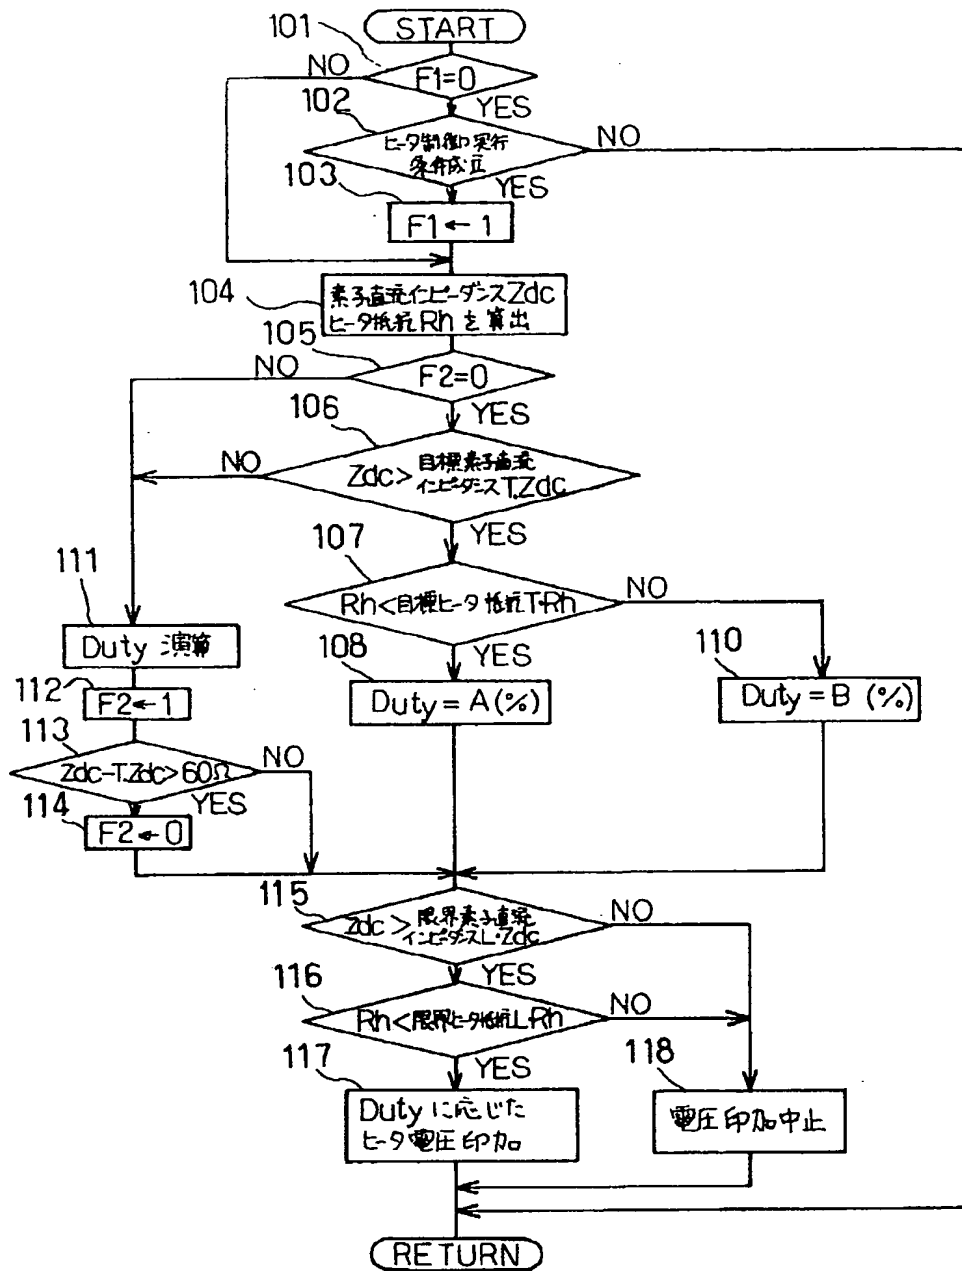 START
101
F1=0
NO
YES
102
ヒータ制御実行
条件成立
NO
YES
103
F1←1
104
素子直流インピーダンスZdc
ヒータ抵抗Rhを算出
105
F2=0
NO
YES
106
Zdc>目標素子直流
インピーダンスT.Zdc
NO
YES
107
Rh<目標ヒータ抵抗T・Rh
NO
YES
111
Duty 演算
108
Duty=A(%)
110
Duty=B (%)
112
F2←1
113
Zdc-T.Zdc>60Ω
NO
YES
114
F2←0
115
Zdc>限界素子直流
インピーダンスL・Zdc
NO
YES
116
Rh<限界ヒータ抵抗L.Rh
NO
YES
117
Dutyに応じた
ヒータ電圧印加
118
電圧印加中止
RETURN